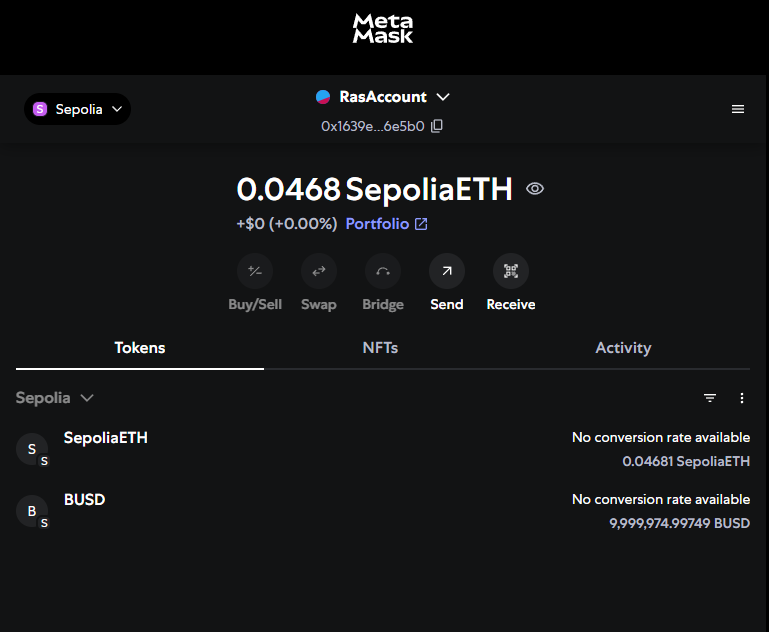 Meta
Mask
S Sepolia
RasAccount
0x1639e...6e5b0
0.0468 SepoliaETH
+$0 (+0.00%) Portfolio
Buy/Sell Swap Bridge Send Receive
Tokens NFTs Activity
Sepolia
S S SepoliaETH No conversion rate available
0.04681 SepoliaETH
B S BUSD No conversion rate available
9,999,974.99749 BUSD